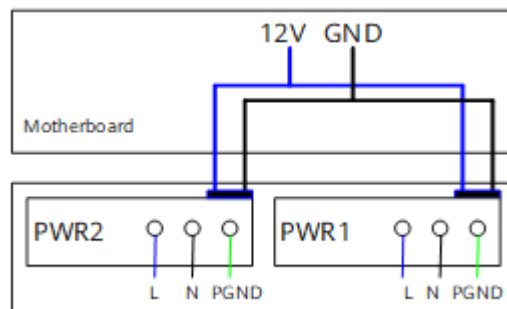 12V GND
Motherboard
PWR2 PWR1
L N PGND L N PGND